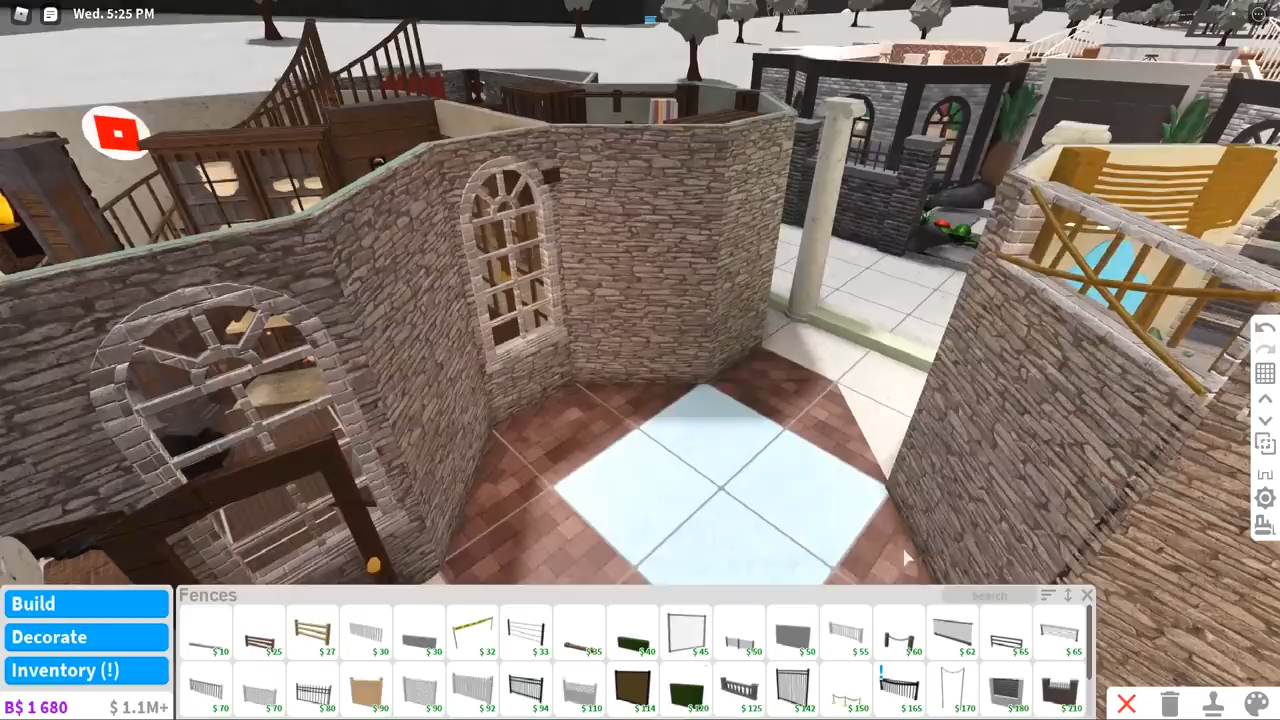 Wed. 5:25 PM
Build
Decorate
Inventory (!)
B$ 1 680
$ 1.1M+
Fences
Search
$10 $25 $27 $30 $30 $32 $33 $35 $40 $45 $50 $50 $55 $60 $62 $65 $65
$70 $70 $80 $90 $90 $92 $94 $110 $114 $120 $125 $142 $150 $165 $170 $180 $210